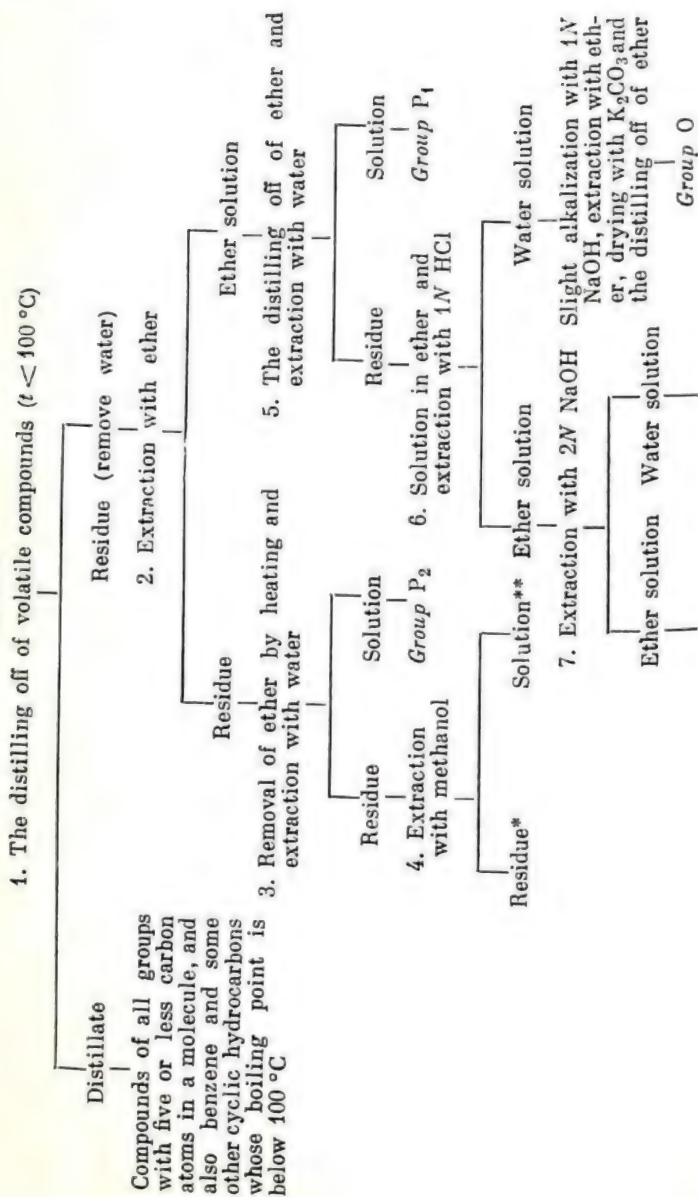 1. The distilling off of volatile compounds (t < 100 °C)
Distillate
Compounds of all groups
with five or less carbon
atoms in a molecule, and
also benzene and some
other cyclic hydrocarbons
whose boiling point is
below 100 °C
Residue (remove water)
2. Extraction with ether
Residue
3. Removal of ether by heating and
extraction with water
Residue
4. Extraction
with methanol
Residue*
Solution**
Solution
Group P₂
Ether solution
5. The distilling off of ether and
extraction with water
Residue
6. Solution in ether and
extraction with 1N HCl
Solution
Group P₁
Ether solution
7. Extraction with 2N NaOH
Ether solution
Water solution
Water solution
Slight alkalization with 1N
NaOH, extraction with eth-
er, drying with K₂CO₃ and
the distilling off of ether
Group O